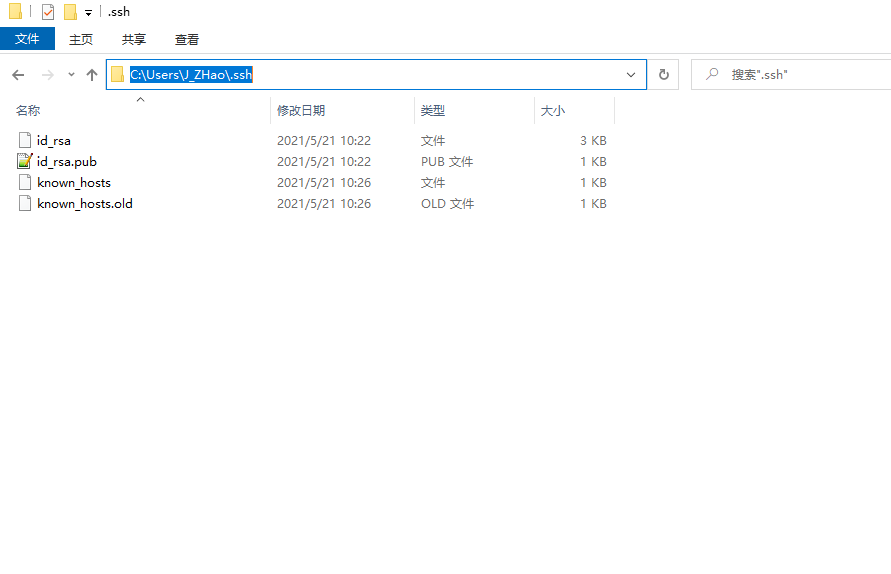 .ssh
文件 主页 共享 查看
C:\Users\J_ZHao\.ssh 搜索".ssh"
名称 修改日期 类型 大小
id_rsa 2021/5/21 10:22 文件 3 KB
id_rsa.pub 2021/5/21 10:22 PUB 文件 1 KB
known_hosts 2021/5/21 10:26 文件 1 KB
known_hosts.old 2021/5/21 10:26 OLD 文件 1 KB